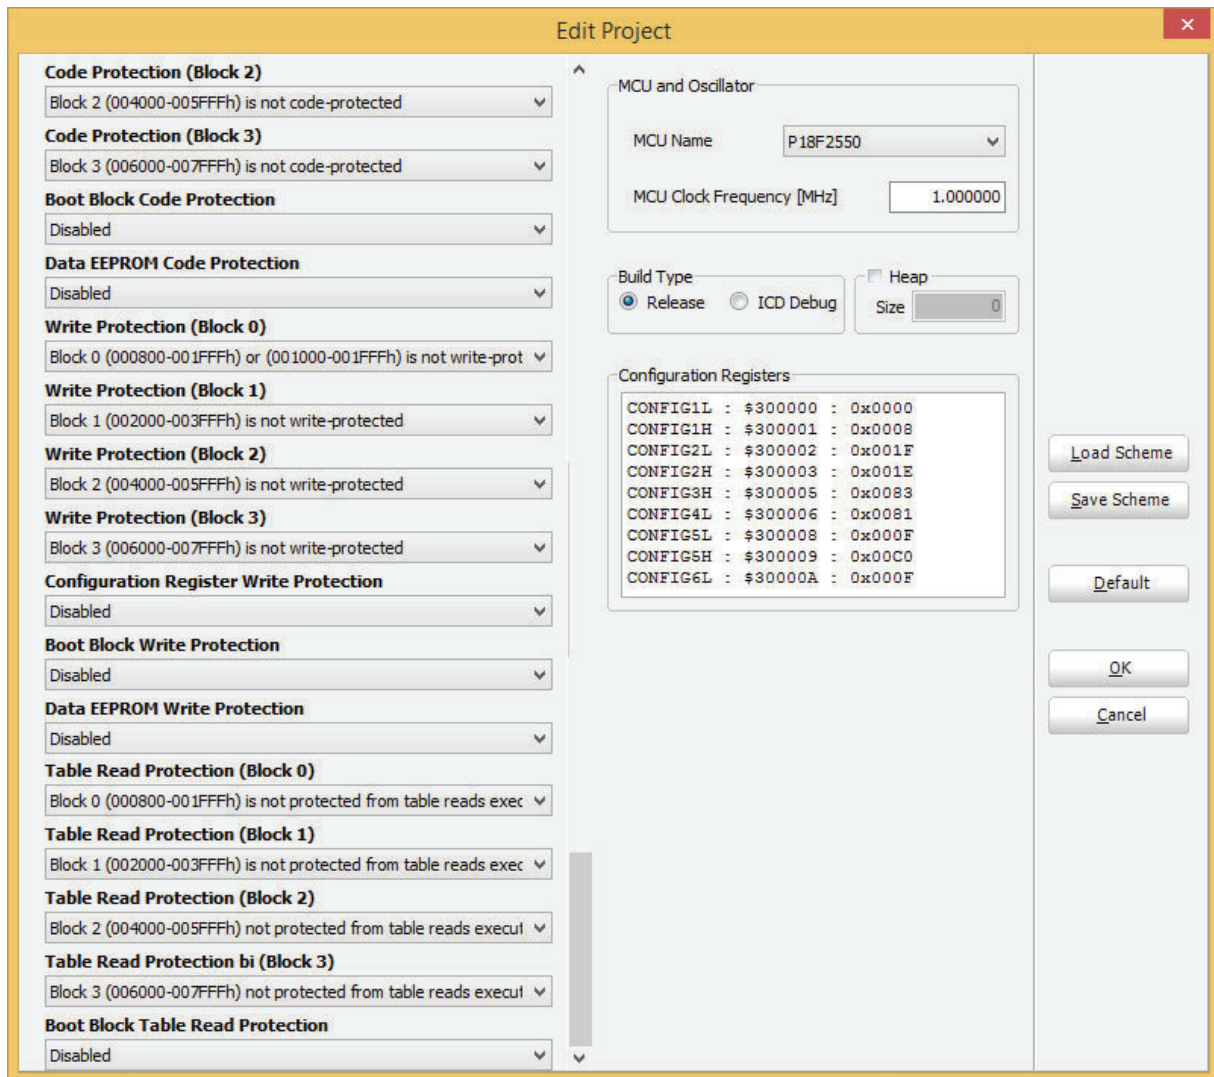 Edit Project
Code Protection (Block 2)
Block 2 (004000-005FFFh) is not code-protected
Code Protection (Block 3)
Block 3 (006000-007FFFh) is not code-protected
Boot Block Code Protection
Disabled
Data EEPROM Code Protection
Disabled
Write Protection (Block 0)
Block 0 (000800-001FFFh) or (001000-001FFFh) is not write-prot
Write Protection (Block 1)
Block 1 (002000-003FFFh) is not write-protected
Write Protection (Block 2)
Block 2 (004000-005FFFh) is not write-protected
Write Protection (Block 3)
Block 3 (006000-007FFFh) is not write-protected
Configuration Register Write Protection
Disabled
Boot Block Write Protection
Disabled
Data EEPROM Write Protection
Disabled
Table Read Protection (Block 0)
Block 0 (000800-001FFFh) is not protected from table reads exec
Table Read Protection (Block 1)
Block 1 (002000-003FFFh) is not protected from table reads exec
Table Read Protection (Block 2)
Block 2 (004000-005FFFh) not protected from table reads execut
Table Read Protection bi (Block 3)
Block 3 (006000-007FFFh) not protected from table reads execut
Boot Block Table Read Protection
Disabled
MCU and Oscillator
MCU Name P18F2550
MCU Clock Frequency [MHz] 1.000000
Build Type
Release ICD Debug
Heap
Size 0
Configuration Registers
CONFIG1L : $300000 : 0x0000
CONFIG1H : $300001 : 0x0008
CONFIG2L : $300002 : 0x001F
CONFIG2H : $300003 : 0x001E
CONFIG3H : $300005 : 0x0083
CONFIG4L : $300006 : 0x0081
CONFIG5L : $300008 : 0x000F
CONFIG5H : $300009 : 0x00C0
CONFIG6L : $30000A : 0x000F
Load Scheme
Save Scheme
Default
OK
Cancel